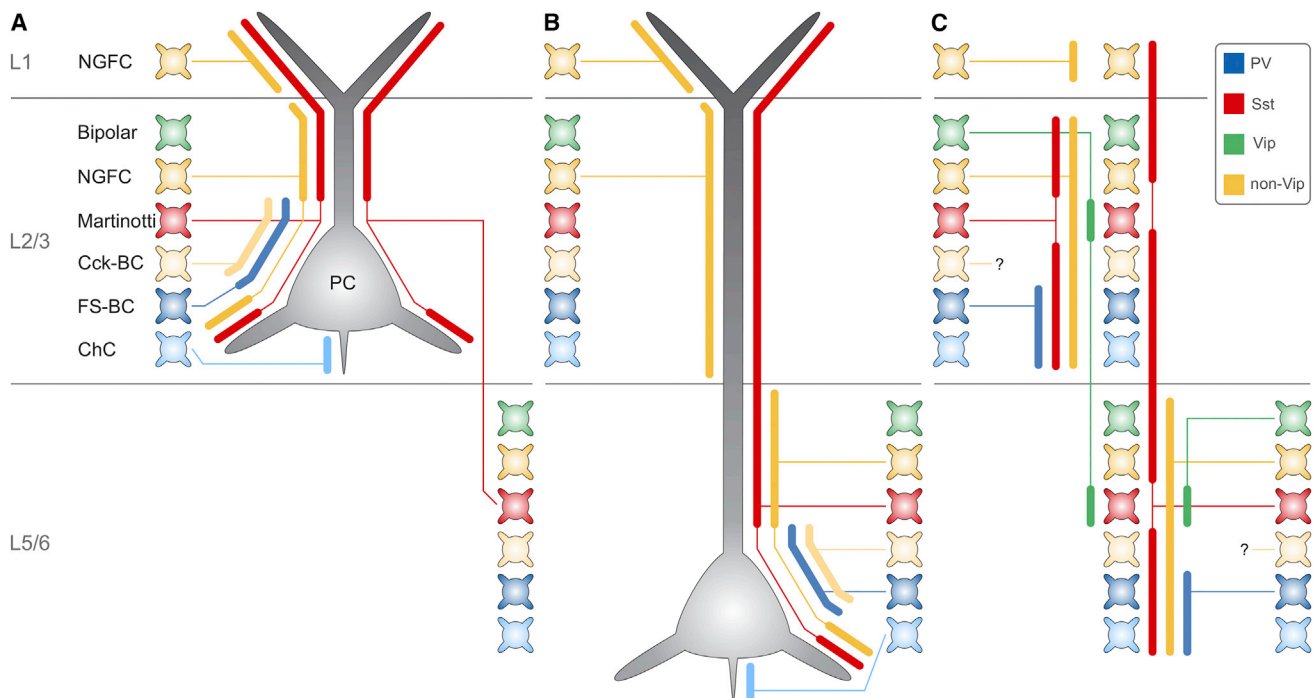 A
B
C
L1
NGFC
PV
Sst
Vip
non-Vip
Bipolar
NGFC
L2/3
Martinotti
Cck-BC
?
PC
FS-BC
ChC
L5/6
?